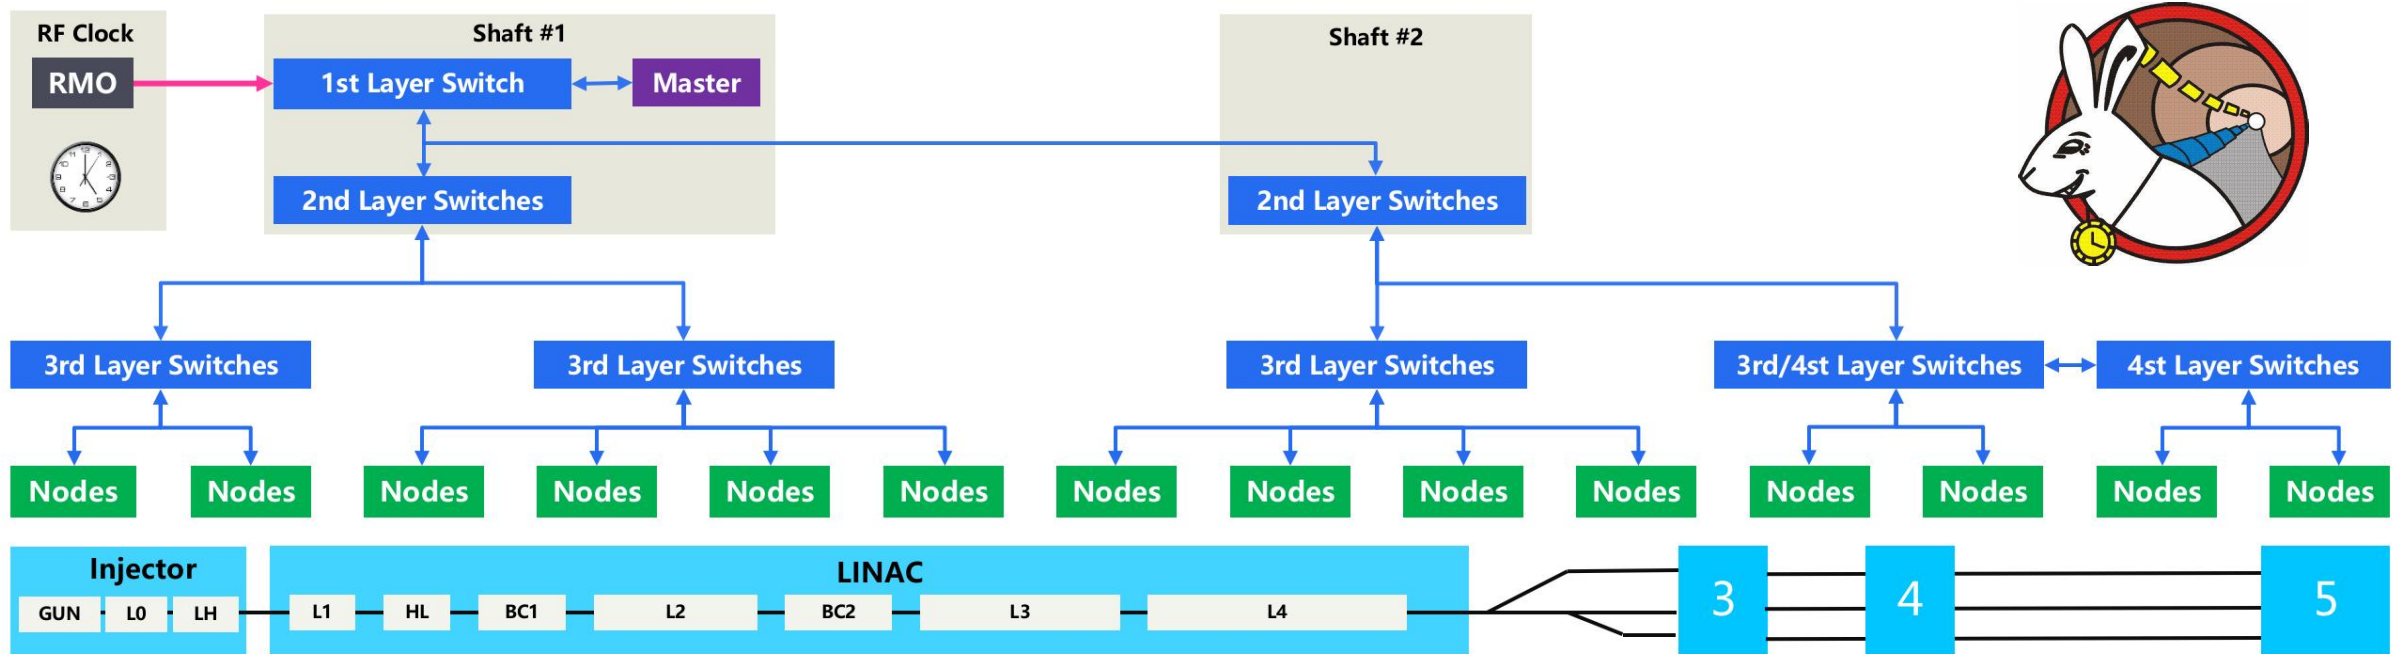 RF Clock
RMO
Shaft #1
1st Layer Switch
Master
2nd Layer Switches
Shaft #2
2nd Layer Switches
3rd Layer Switches
3rd Layer Switches
3rd Layer Switches
3rd/4st Layer Switches
4st Layer Switches
Nodes
Nodes
Nodes
Nodes
Nodes
Nodes
Nodes
Nodes
Nodes
Nodes
Nodes
Nodes
Nodes
Nodes
Injector
GUN
L0
LH
LINAC
L1
HL
BC1
L2
BC2
L3
L4
3
4
5